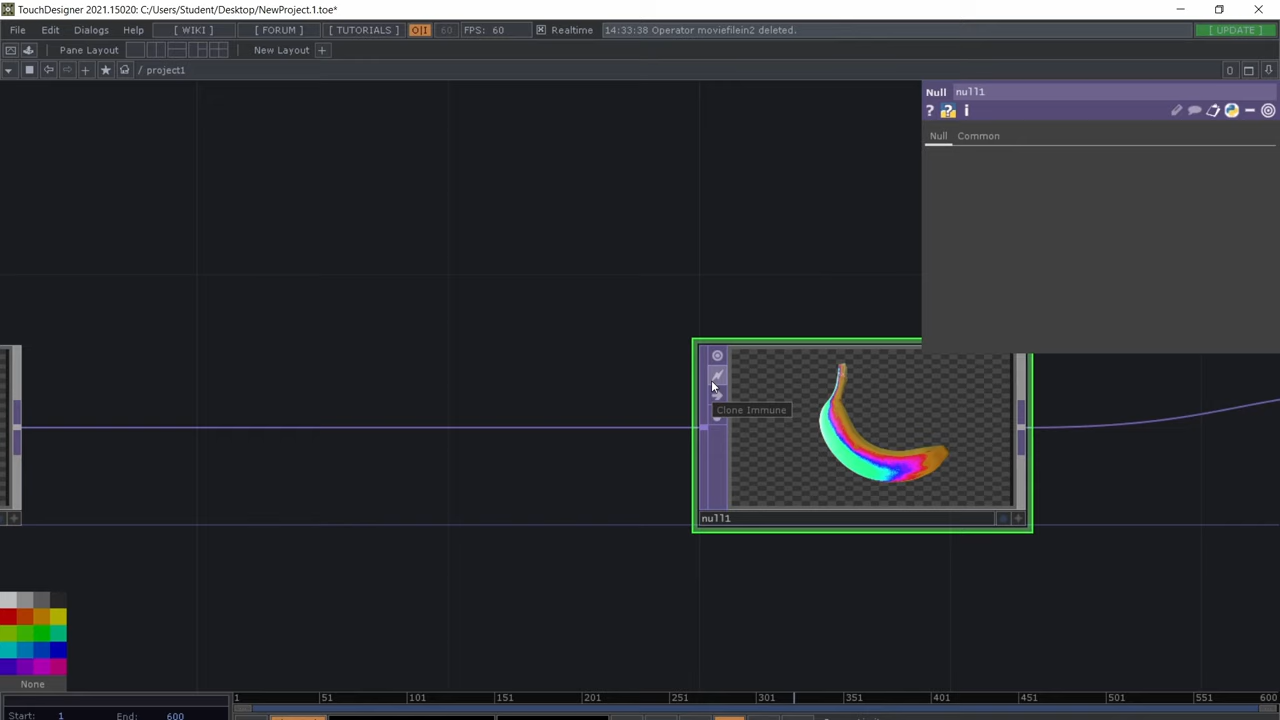 TouchDesigner 2021.15020: C:/Users/Student/Desktop/NewProject.1.toe*
File Edit Dialogs Help [ WIKI ] [ FORUM ] [ TUTORIALS ] O|I 60 FPS: 60 Realtime 14:33:38 Operator moviefilein2 deleted. [ UPDATE ]
Pane Layout New Layout +
/ project1 0
Null null1
? ? i
Null Common
Clone Immune
null1
None
1 51 101 151 201 251 301 351 401 451 501 551 600
Start: 1 End: 600